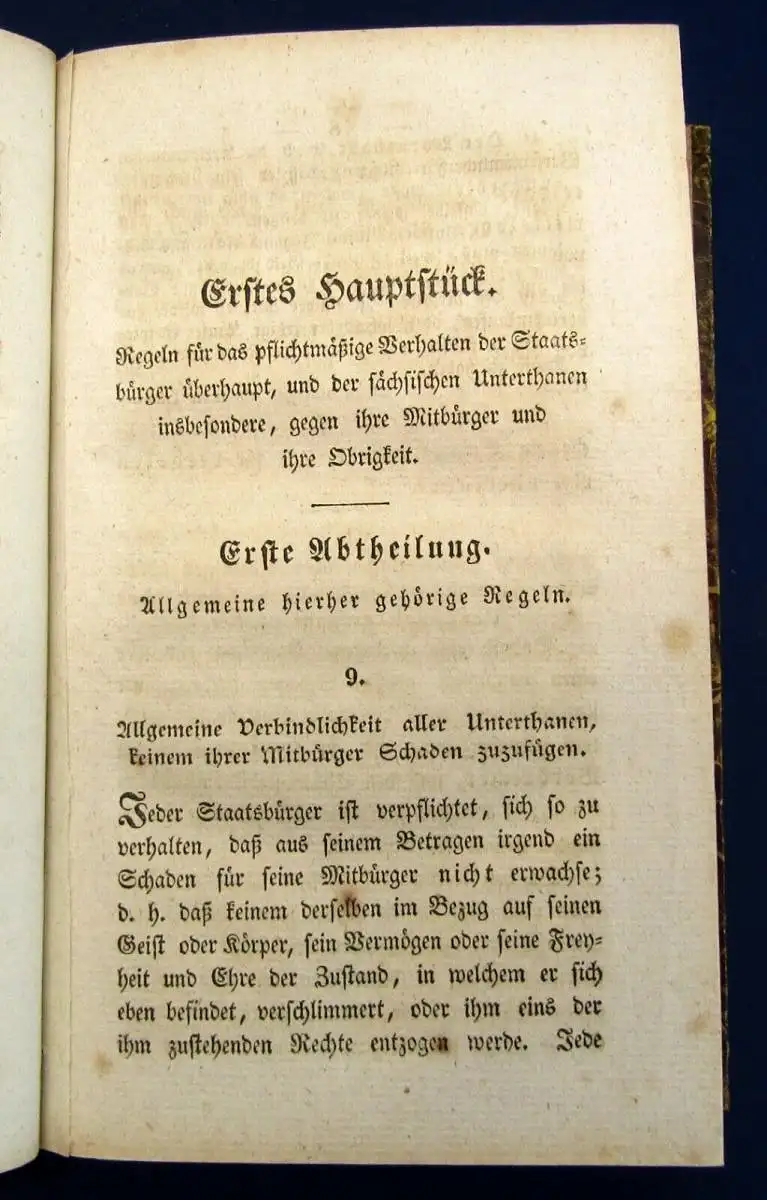 Erstes Hauptstück.
Regeln für das pflichtmäßige Verhalten der Staats-
bürger überhaupt, und der sächsischen Unterthanen
insbesondere, gegen ihre Mitbürger und
ihre Obrigkeit.
Erste Abtheilung.
Allgemeine hierher gehörige Regeln.
9.
Allgemeine Verbindlichkeit aller Unterthanen,
keinem ihrer Mitbürger Schaden zuzufügen.
Jeder Staatsbürger ist verpflichtet, sich so zu
verhalten, daß aus seinem Betragen irgend ein
Schaden für seine Mitbürger nicht erwachse;
d. h. daß keinem derselben im Bezug auf seinen
Geist oder Körper, sein Vermögen oder seine Frey-
heit und Ehre der Zustand, in welchem er sich
eben befindet, verschlimmert, oder ihm eins der
ihm zustehenden Rechte entzogen werde. Jede